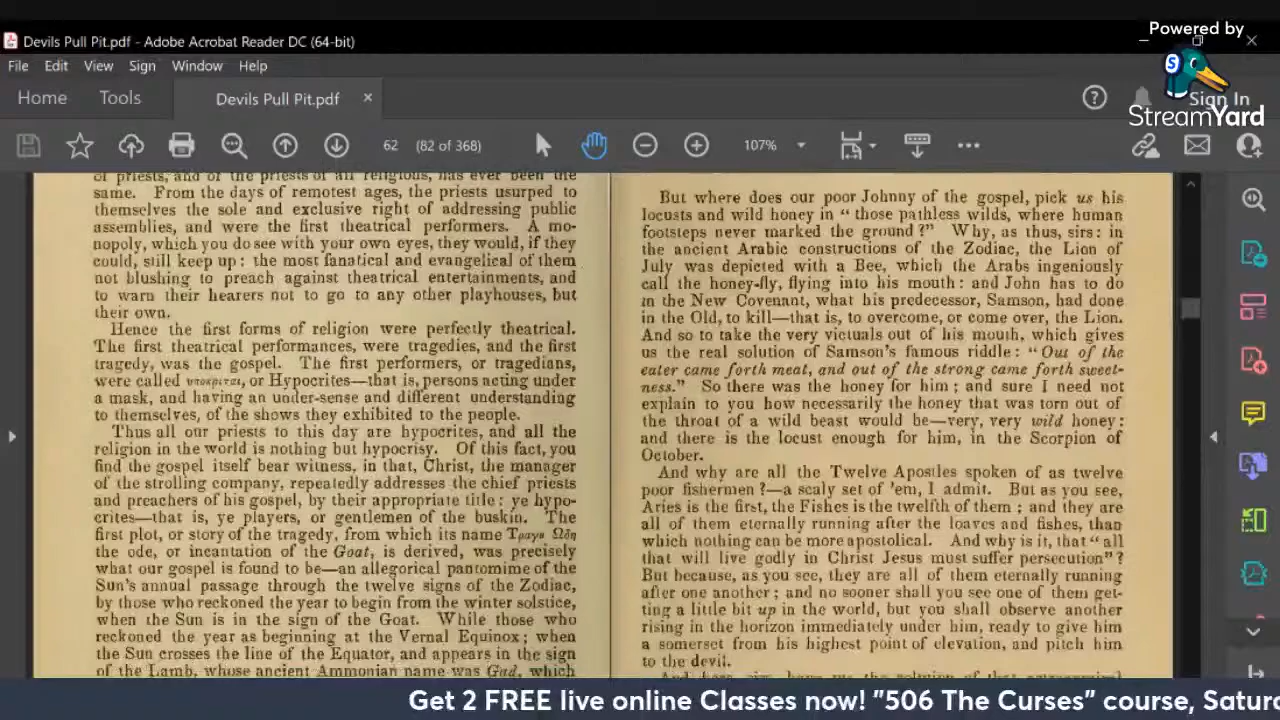 Powered by
Devils Pull Pit.pdf - Adobe Acrobat Reader DC (64-bit)
File Edit View Sign Window Help
Home Tools Devils Pull Pit.pdf × Sign In
StreamYard
62 (82 of 368) 107%
of priests, and of the priests of all religious, has ever been the
same. From the days of remotest ages, the priests usurped to
themselves the sole and exclusive right of addressing public
assemblies, and were the first theatrical performers. A mo-
nopoly, which you do see with your own eyes, they would, if they
could, still keep up: the most fanatical and evangelical of them
not blushing to preach against theatrical entertainments, and
to warn their hearers not to go to any other playhouses, but
their own.
Hence the first forms of religion were perfectly theatrical.
The first theatrical performances, were tragedies, and the first
tragedy, was the gospel. The first performers, or tragedians,
were called υποκριται, or Hypocrites—that is, persons acting under
a mask, and having an under-sense and different understanding
to themselves, of the shows they exhibited to the people.
Thus all our priests to this day are hypocrites, and all the
religion in the world is nothing but hypocrisy. Of this fact, you
find the gospel itself bear witness, in that, Christ, the manager
of the strolling company, repeatedly addresses the chief priests
and preachers of his gospel, by their appropriate title; ye hypo-
crites—that is, ye players, or gentlemen of the buskin. The
first plot, or story of the tragedy, from which its name Τραγυ Ωδη
the ode, or incantation of the Goat, is derived, was precisely
what our gospel is found to be—an allegorical pantomime of the
Sun's annual passage through the twelve signs of the Zodiac,
by those who reckoned the year to begin from the winter solstice,
when the Sun is in the sign of the Goat. While those who
reckoned the year as beginning at the Vernal Equinox; when
the Sun crosses the line of the Equator, and appears in the sign
of the Lamb, whose ancient Ammonian name was Gad, which
But where does our poor Johnny of the gospel, pick us his
locusts and wild honey in "those pathless wilds, where human
footsteps never marked the ground?" Why, as thus, sirs: in
the ancient Arabic constructions of the Zodiac, the Lion of
July was depicted with a Bee, which the Arabs ingeniously
call the honey-fly, flying into his mouth: and John has to do
in the New Covenant, what his predecessor, Samson, had done
in the Old, to kill—that is, to overcome, or come over, the Lion.
And so to take the very victuals out of his mouth, which gives
us the real solution of Samson's famous riddle: "Out of the
eater came forth meat, and out of the strong came forth sweet-
ness." So there was the honey for him; and sure I need not
explain to you how necessarily the honey that was torn out of
the throat of a wild beast would be—very, very wild honey:
and there is the locust enough for him, in the Scorpion of
October.
And why are all the Twelve Apostles spoken of as twelve
poor fishermen?—a scaly set of 'em, I admit. But as you see,
Aries is the first, the Fishes is the twelfth of them; and they are
all of them eternally running after the loaves and fishes, than
which nothing can be more apostolical. And why is it, that "all
that will live godly in Christ Jesus must suffer persecution"?
But because, as you see, they are all of them eternally running
after one another; and no sooner shall you see one of them get-
ting a little bit up in the world, but you shall observe another
rising in the horizon immediately under him, ready to give him
a somerset from his highest point of elevation, and pitch him
to the devil.
Get 2 FREE live online Classes now! "506 The Curses" course, Satur